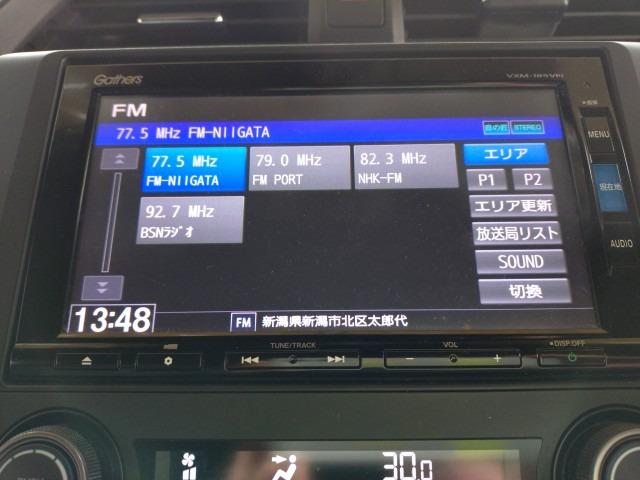 Gathers
VXM-185VFi
FM
77.5 MHz FM-NIIGATA
音の匠 STEREO
77.5 MHz
FM-NIIGATA
79.0 MHz
FM PORT
82.3 MHz
NHK-FM
92.7 MHz
BSNﾗｼﾞｵ
エリア
P1 P2
エリア更新
放送局リスト
SOUND
切換
MENU
現在地
AUDIO
13:48
FM 新潟県新潟市北区太郎代
TUNE/TRACK
VOL
DISP.OFF
− +
30.0